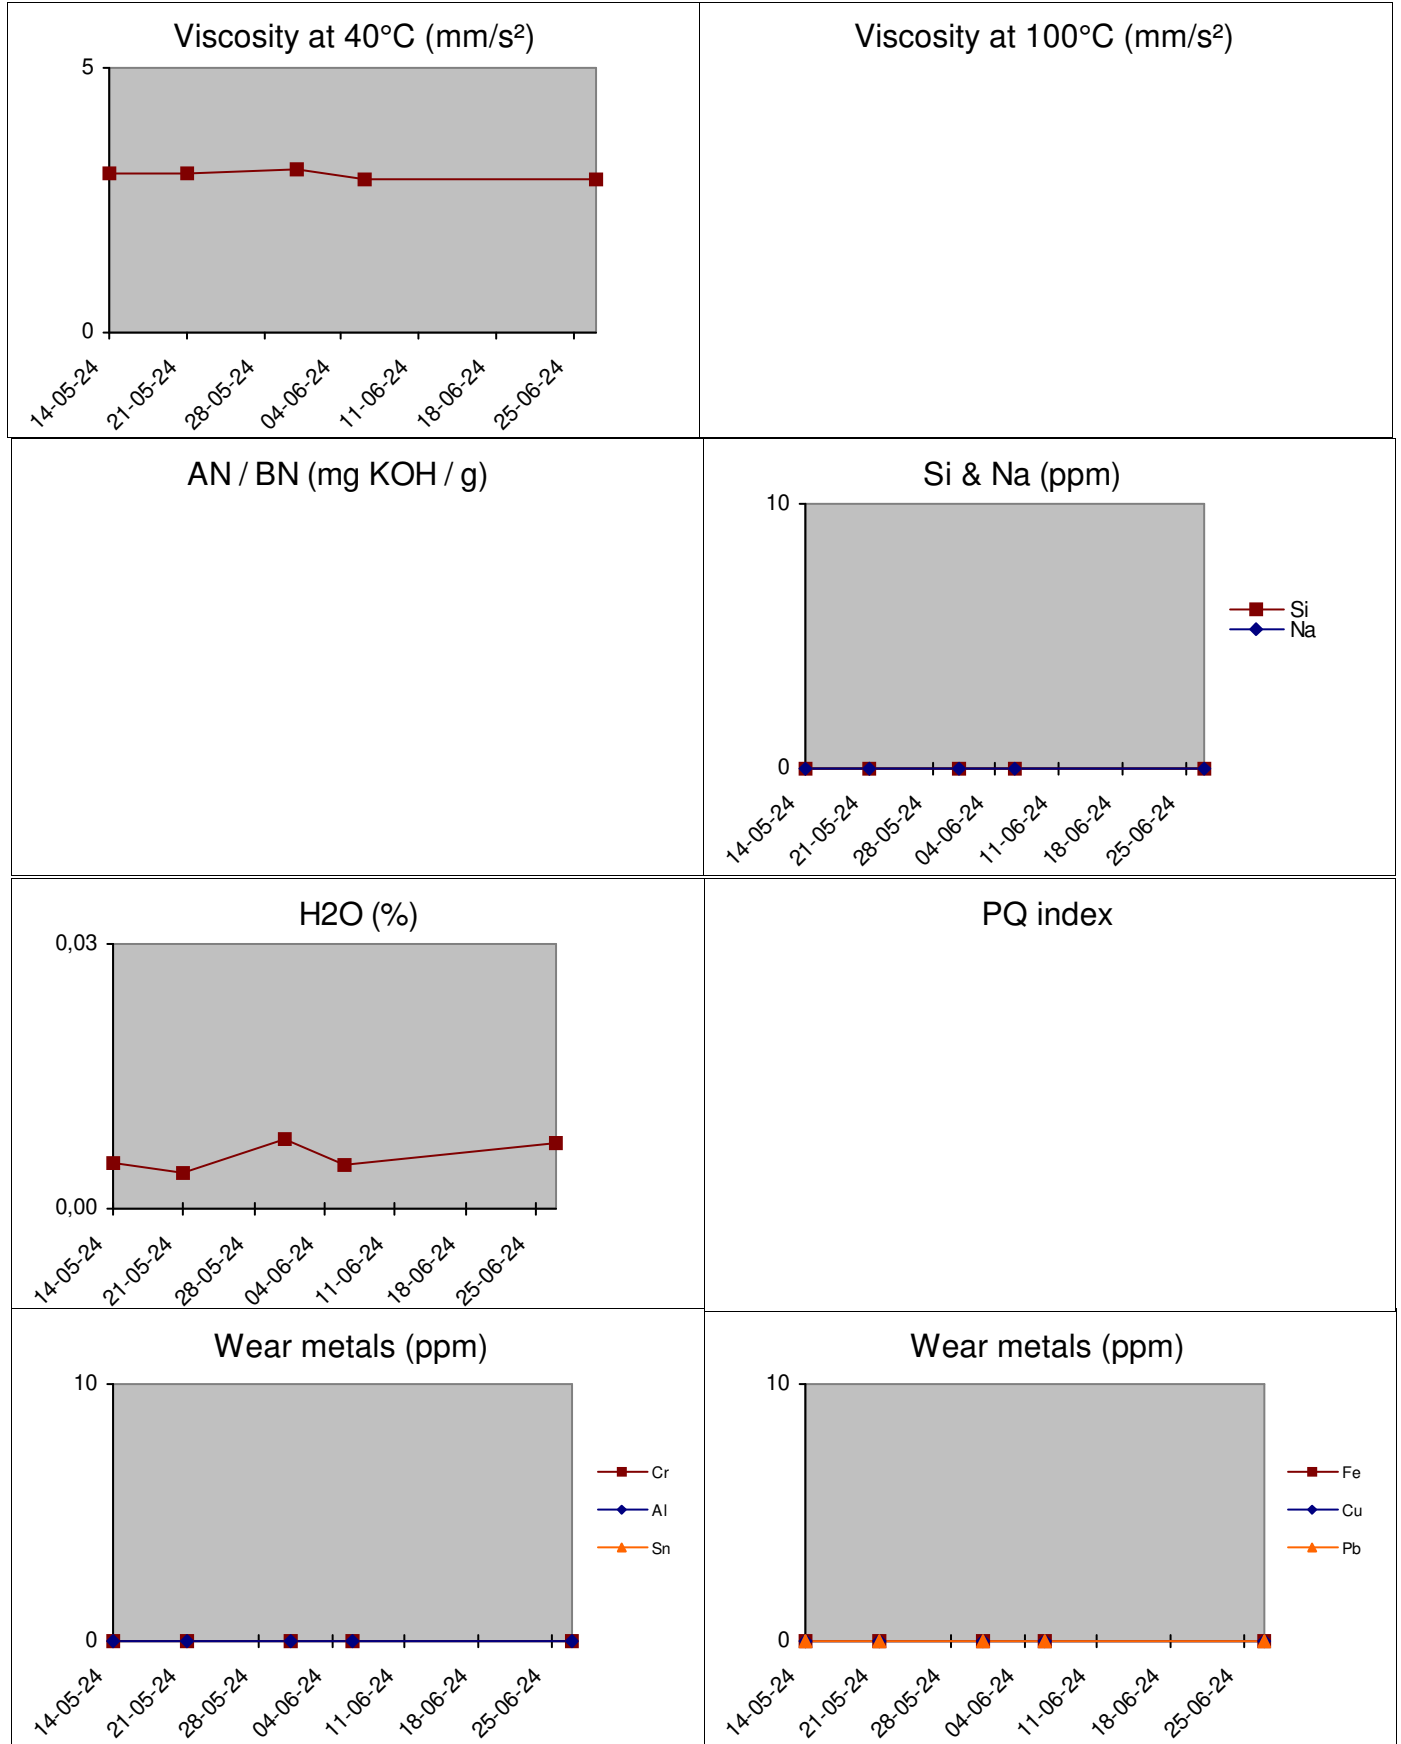 Viscosity at 40°C (mm/s²)
5
0
14-05-24
21-05-24
28-05-24
04-06-24
11-06-24
18-06-24
25-06-24
Viscosity at 100°C (mm/s²)
AN / BN (mg KOH / g)
Si & Na (ppm)
10
0
14-05-24
21-05-24
28-05-24
04-06-24
11-06-24
18-06-24
25-06-24
Si
Na
H2O (%)
0,03
0,00
14-05-24
21-05-24
28-05-24
04-06-24
11-06-24
18-06-24
25-06-24
PQ index
Wear metals (ppm)
10
0
14-05-24
21-05-24
28-05-24
04-06-24
11-06-24
18-06-24
25-06-24
Cr
Al
Sn
Wear metals (ppm)
10
0
14-05-24
21-05-24
28-05-24
04-06-24
11-06-24
18-06-24
25-06-24
Fe
Cu
Pb